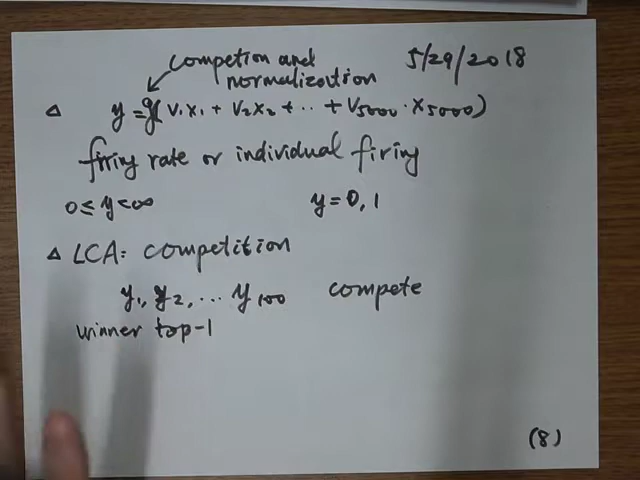 competion and
normalization
5/29/2018
△ y = g( V₁X₁ + V₂X₂ + ·· + V₅₀₀₀ · X₅₀₀₀)
firing rate or individual firing
0 ≤ y < ∞ y = 0, 1
△ LCA: competition
y₁, y₂, ... y₁₀₀ compete
winner top-1
(8)